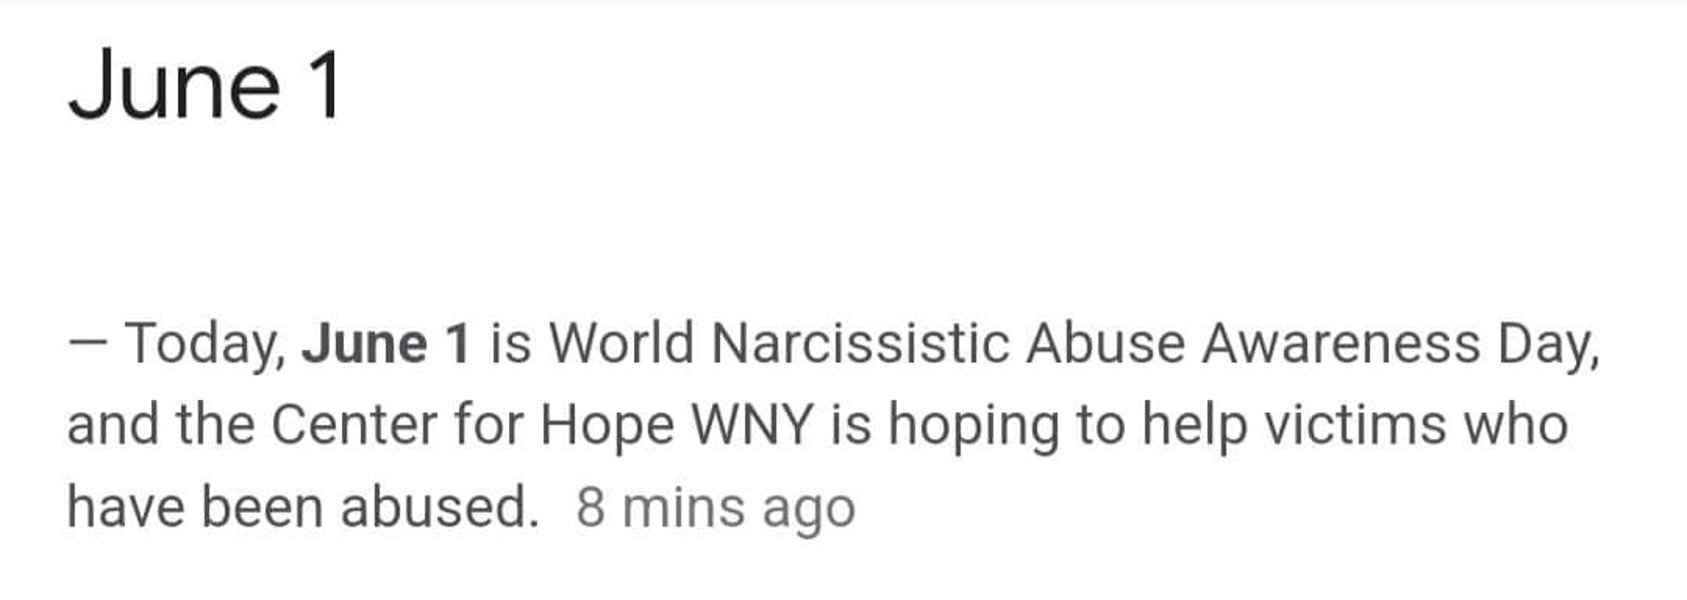 June 1
— Today, June 1 is World Narcissistic Abuse Awareness Day,
and the Center for Hope WNY is hoping to help victims who
have been abused. 8 mins ago